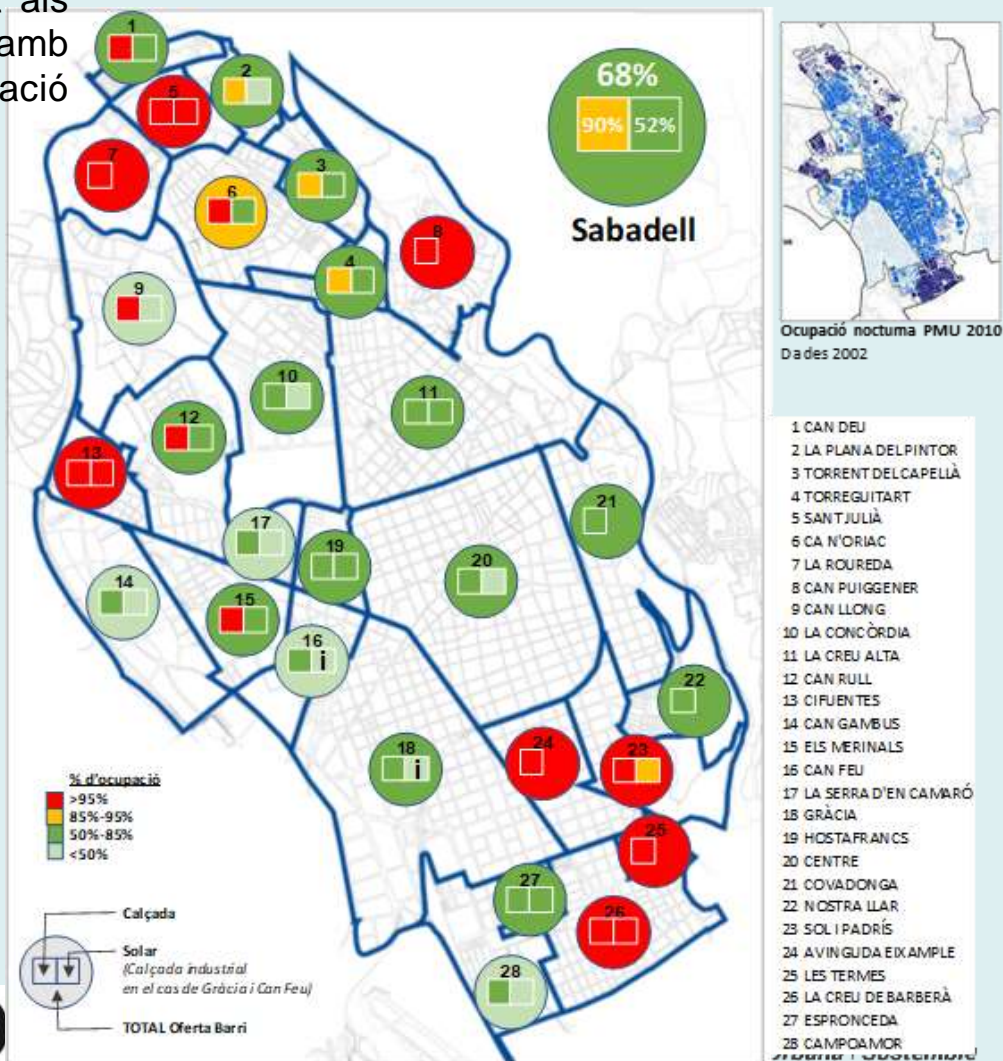 als
amb
ació
1
2
5
3
7
6
8
4
9
10
11
12
13
21
17
19
20
14
15
16
i
22
18
i
24
23
25
27
26
28
68%
90% 52%
Sabadell
% d'ocupació
>95%
85%-95%
50%-85%
<50%
Calçada
Solar
(Calçada industrial
en el cas de Gràcia i Can Feu)
TOTAL Oferta Barri
Ocupació nocturna PMU 2010
Dades 2002
1 CAN DEU
2 LA PLANA DEL PINTOR
3 TORRENT DEL CAPELLÀ
4 TORREGUITART
5 SANT JULIÀ
6 CA N'ORIAC
7 LA ROUREDA
8 CAN PUIGGENER
9 CAN LLONG
10 LA CONCÒRDIA
11 LA CREU ALTA
12 CAN RULL
13 CIFUENTES
14 CAN GAMBUS
15 ELS MERINALS
16 CAN FEU
17 LA SERRA D'EN CAMARÓ
18 GRÀCIA
19 HOSTAFRANCS
20 CENTRE
21 COVADONGA
22 NOSTRA LLAR
23 SOL I PADRÍS
24 AVINGUDA EIXAMPLE
25 LES TERMES
26 LA CREU DE BARBERÀ
27 ESPRONCEDA
28 CAMPOAMOR